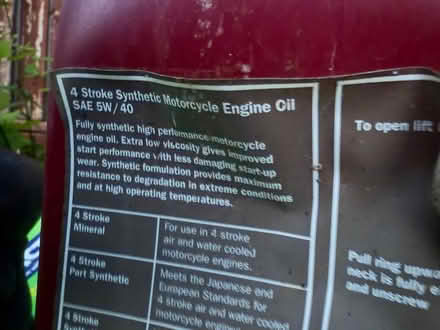 4 Stroke Synthetic Motorcycle Engine Oil
SAE 5W/40
Fully synthetic high performance motorcycle
engine oil. Extra low viscosity gives improved
start performance with less damaging start-up
wear. Synthetic formulation provides maximum
resistance to degradation in extreme conditions
and at high operating temperatures.
4 Stroke
Mineral
For use in 4 stroke
air and water cooled
motorcycle engines.
4 Stroke
Part Synthetic
Meets the Japanese and
European Standards for
4 stroke air and water cooled
motorcycle engines
4 Stroke
To open lift
Pull ring
neck is fully
and unscrew